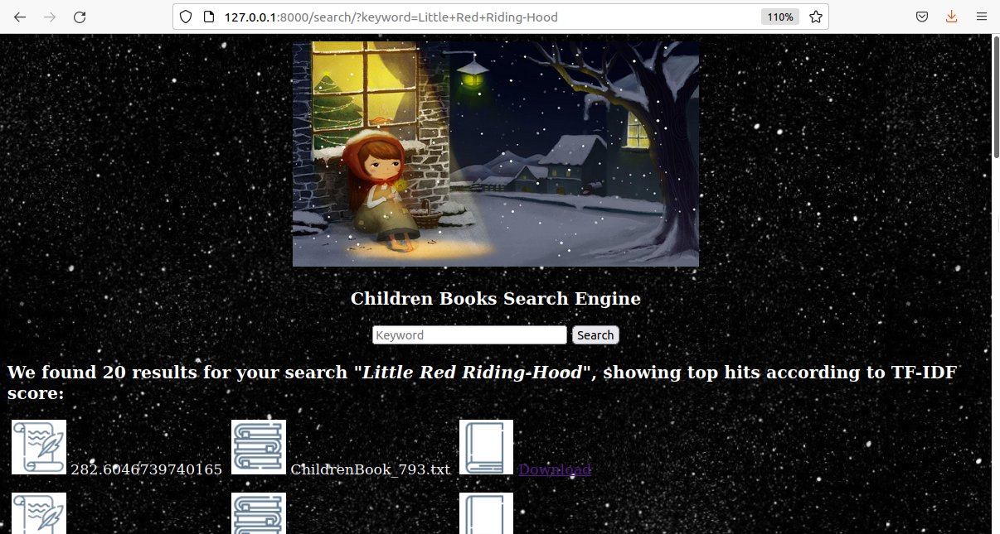 127.0.0.1:8000/search/?keyword=Little+Red+Riding-Hood
110%
Children Books Search Engine
Keyword
Search
We found 20 results for your search "Little Red Riding-Hood", showing top hits according to TF-IDF
score:
282.6046739740165 ChildrenBook_793.txt Download